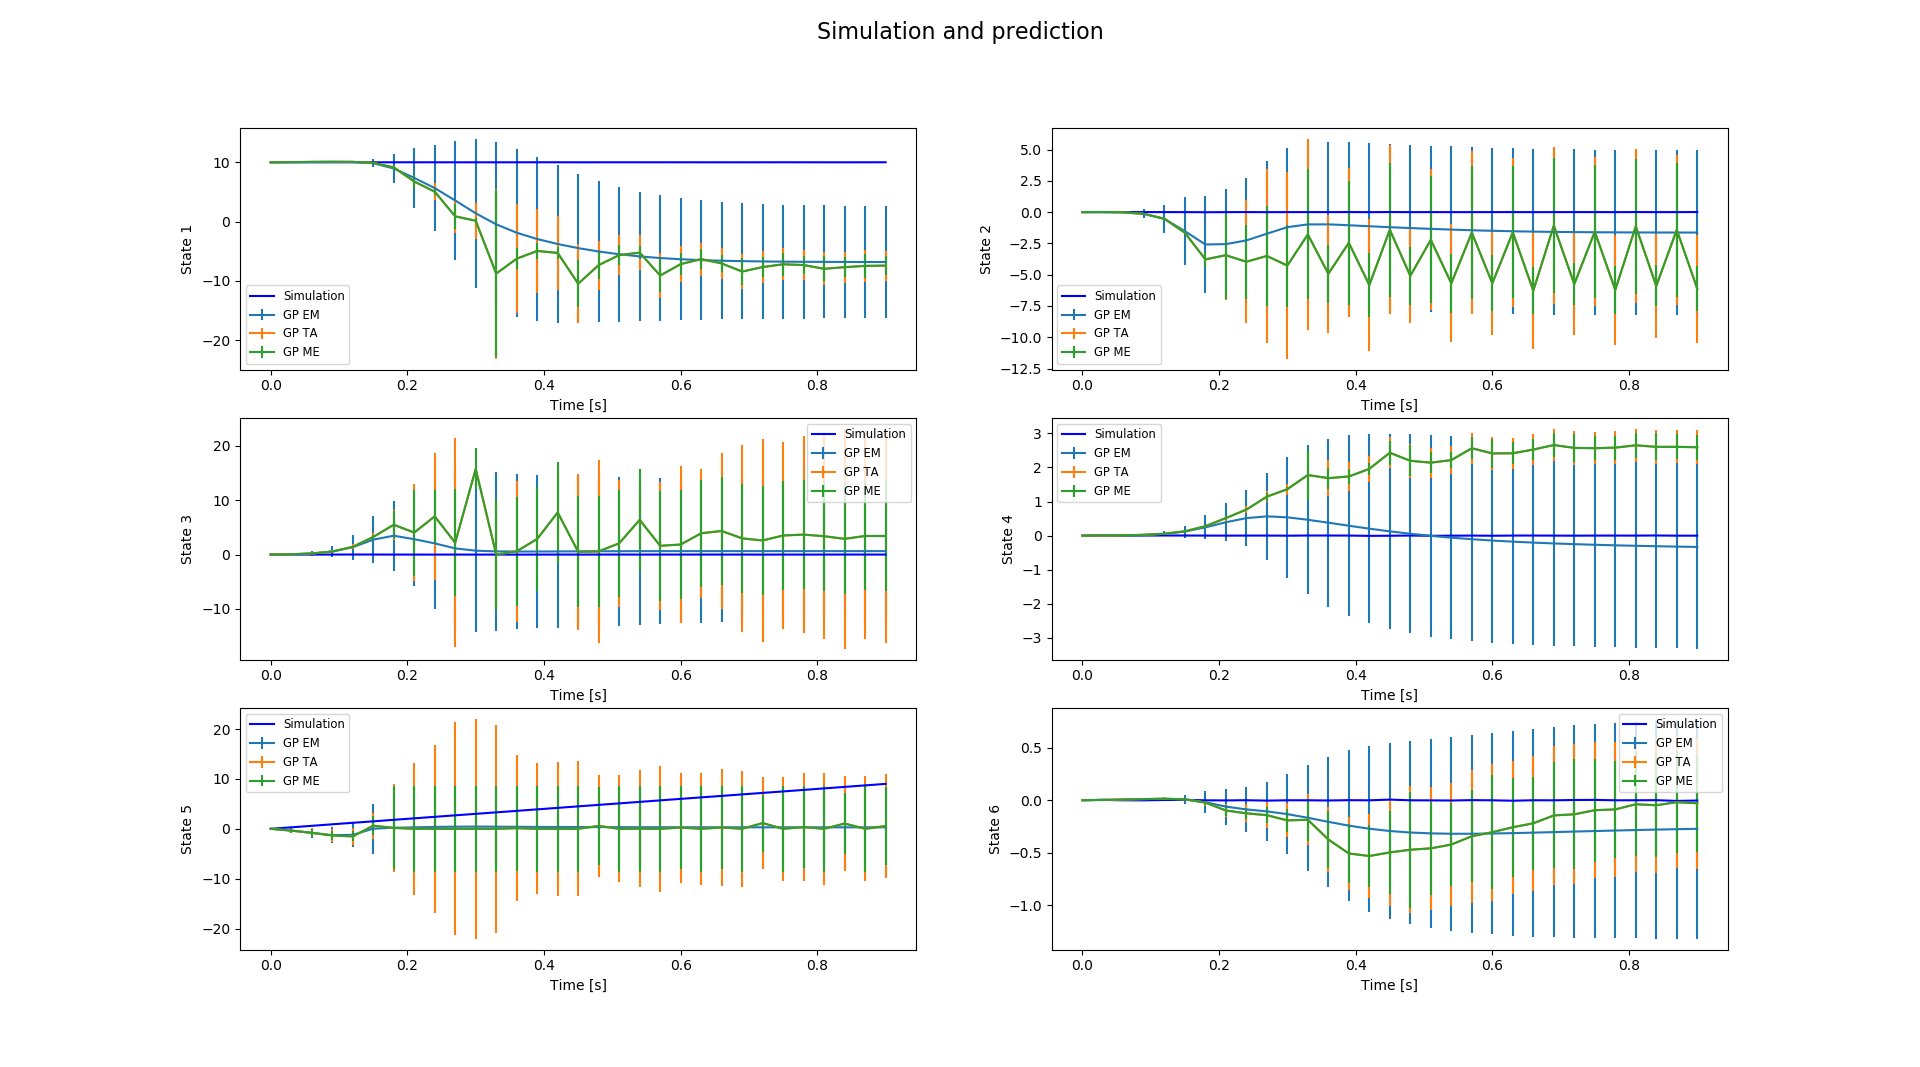 Simulation and prediction
State 1
10
0
−10
−20
Simulation
GP EM
GP TA
GP ME
0.0 0.2 0.4 0.6 0.8
Time [s]
State 2
5.0
2.5
0.0
−2.5
−5.0
−7.5
−10.0
−12.5
Simulation
GP EM
GP TA
GP ME
0.0 0.2 0.4 0.6 0.8
Time [s]
State 3
20
10
0
−10
Simulation
GP EM
GP TA
GP ME
0.0 0.2 0.4 0.6 0.8
Time [s]
State 4
3
2
1
0
−1
−2
−3
Simulation
GP EM
GP TA
GP ME
0.0 0.2 0.4 0.6 0.8
Time [s]
State 5
20
10
0
−10
−20
Simulation
GP EM
GP TA
GP ME
0.0 0.2 0.4 0.6 0.8
Time [s]
State 6
0.5
0.0
−0.5
−1.0
Simulation
GP EM
GP TA
GP ME
0.0 0.2 0.4 0.6 0.8
Time [s]